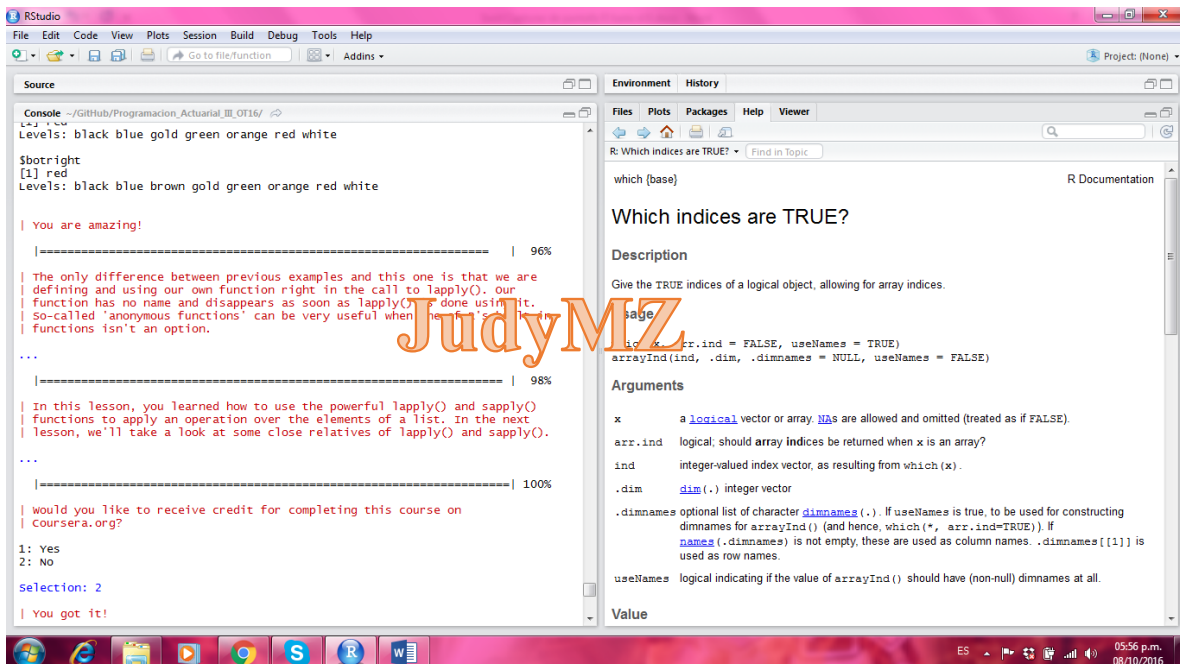 RStudio
File Edit Code View Plots Session Build Debug Tools Help
Go to file/function Addins Project: (None)
Source
Console ~/GitHub/Programacion_Actuarial_III_OT16/
Levels: black blue gold green orange red white
$botright
[1] red
Levels: black blue brown gold green orange red white
| You are amazing!
|================================================================= | 96%
| The only difference between previous examples and this one is that we are
| defining and using our own function right in the call to lapply(). Our
| function has no name and disappears as soon as lapply() done using it.
| So-called 'anonymous functions' can be very useful when
| functions isn't an option.
...
|=================================================================== | 98%
| In this lesson, you learned how to use the powerful lapply() and sapply()
| functions to apply an operation over the elements of a list. In the next
| lesson, we'll take a look at some close relatives of lapply() and sapply().
...
|====================================================================| 100%
| Would you like to receive credit for completing this course on
| Coursera.org?
1: Yes
2: No
Selection: 2
| You got it!
JudyMZ
Environment History
Files Plots Packages Help Viewer
R: Which indices are TRUE? Find in Topic
which {base} R Documentation
Which indices are TRUE?
Description
Give the TRUE indices of a logical object, allowing for array indices.
arr.ind = FALSE, useNames = TRUE)
arrayInd(ind, .dim, .dimnames = NULL, useNames = FALSE)
Arguments
x a logical vector or array. NAs are allowed and omitted (treated as if FALSE).
arr.ind logical; should array indices be returned when x is an array?
ind integer-valued index vector, as resulting from which(x).
.dim dim(.) integer vector
.dimnames optional list of character dimnames(.). If useNames is true, to be used for constructing
dimnames for arrayInd() (and hence, which(*, arr.ind=TRUE)). If
names(.dimnames) is not empty, these are used as column names. .dimnames[[1]] is
used as row names.
useNames logical indicating if the value of arrayInd() should have (non-null) dimnames at all.
Value
ES 05:56 p.m.
08/10/2016